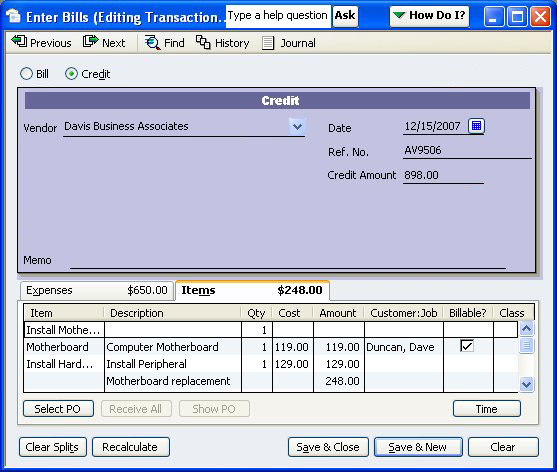 Enter Bills (Editing Transaction... Type a help question Ask How Do I?
Previous Next Find History Journal
Bill Credit
Credit
Vendor Davis Business Associates Date 12/15/2007
Ref. No. AV9506
Credit Amount 898.00
Memo
Expenses $650.00 Items $248.00
Item Description Qty Cost Amount Customer:Job Billable? Class
Install Mothe... 1
Motherboard Computer Motherboard 1 119.00 119.00 Duncan, Dave
Install Hard... Install Peripheral 1 129.00 129.00
Motherboard replacement 248.00
Select PO Receive All Show PO Time
Clear Splits Recalculate Save & Close Save & New Clear